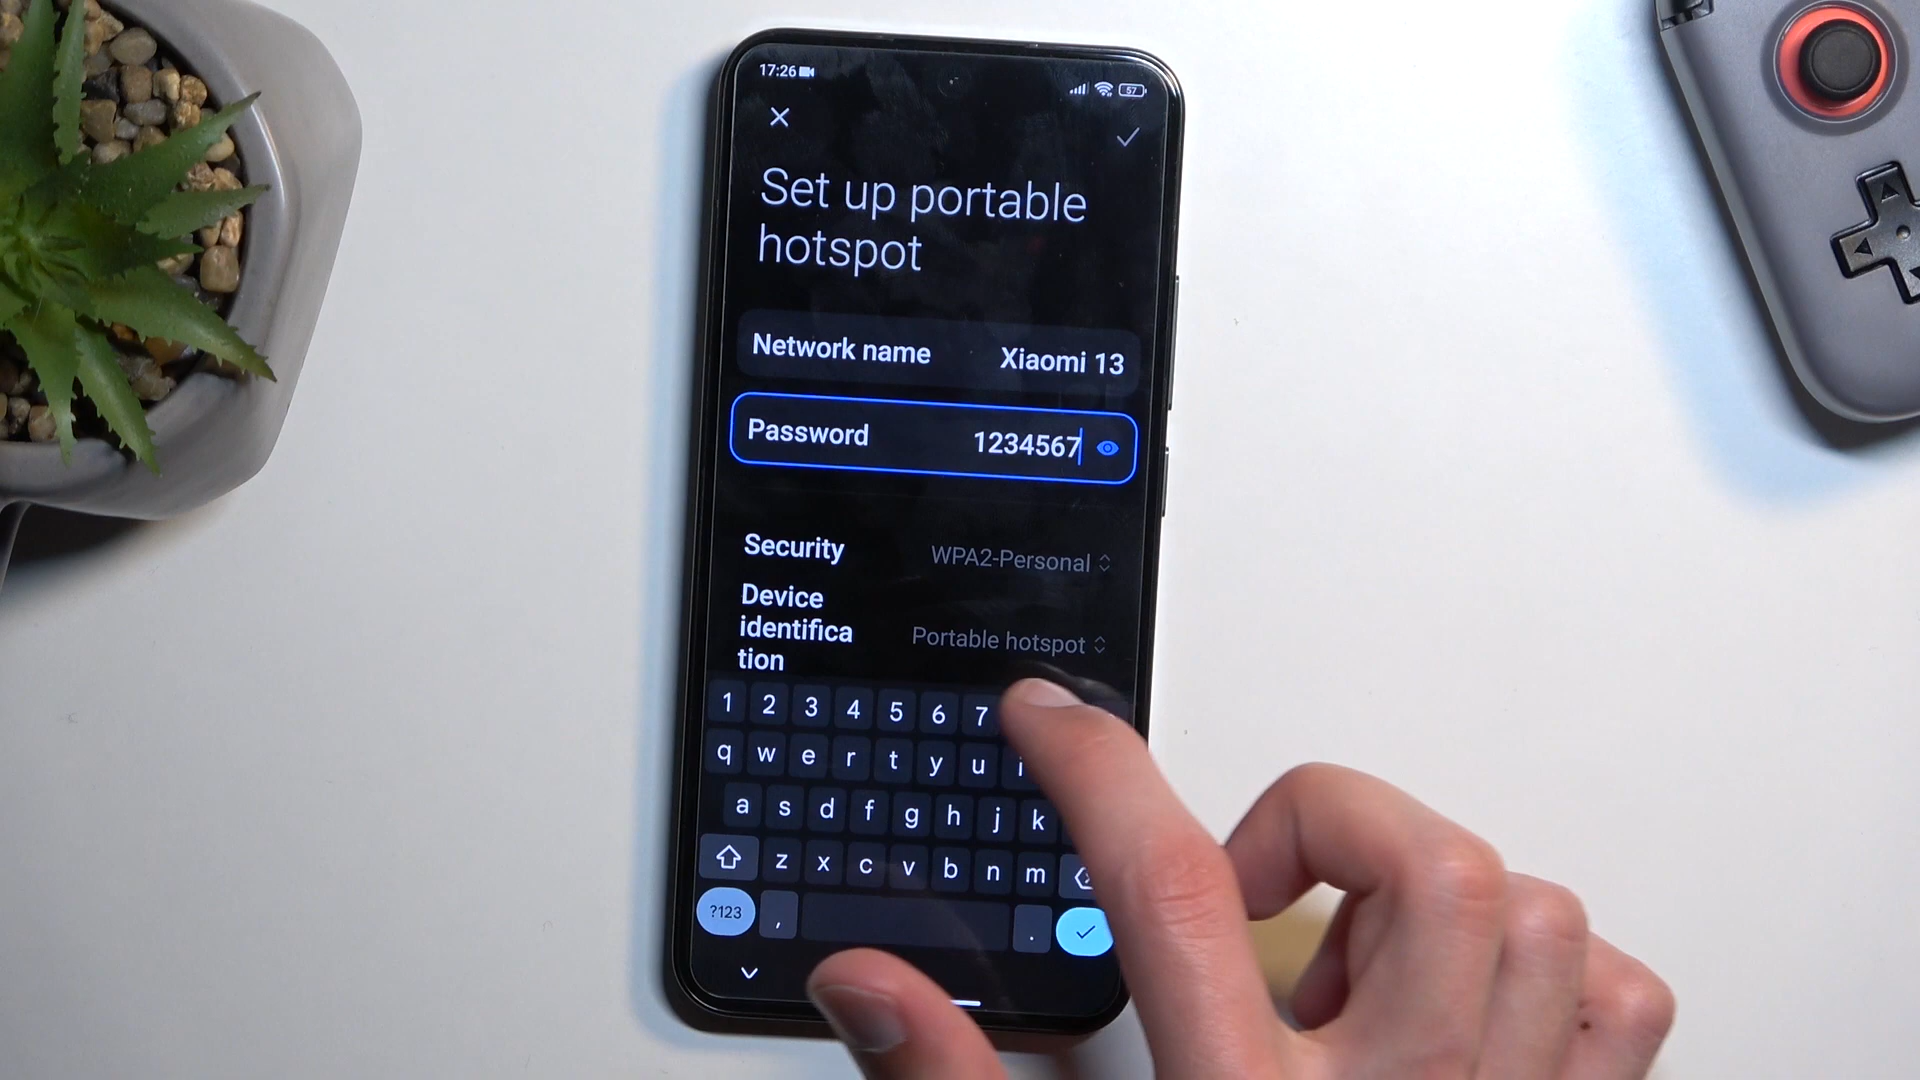 17:26
57
Set up portable
hotspot
Network name Xiaomi 13
Password 1234567
Security WPA2-Personal
Device
identifica
tion
Portable hotspot
1 2 3 4 5 6 7
q w e r t y u i
a s d f g h j k
z x c v b n m
?123 , .